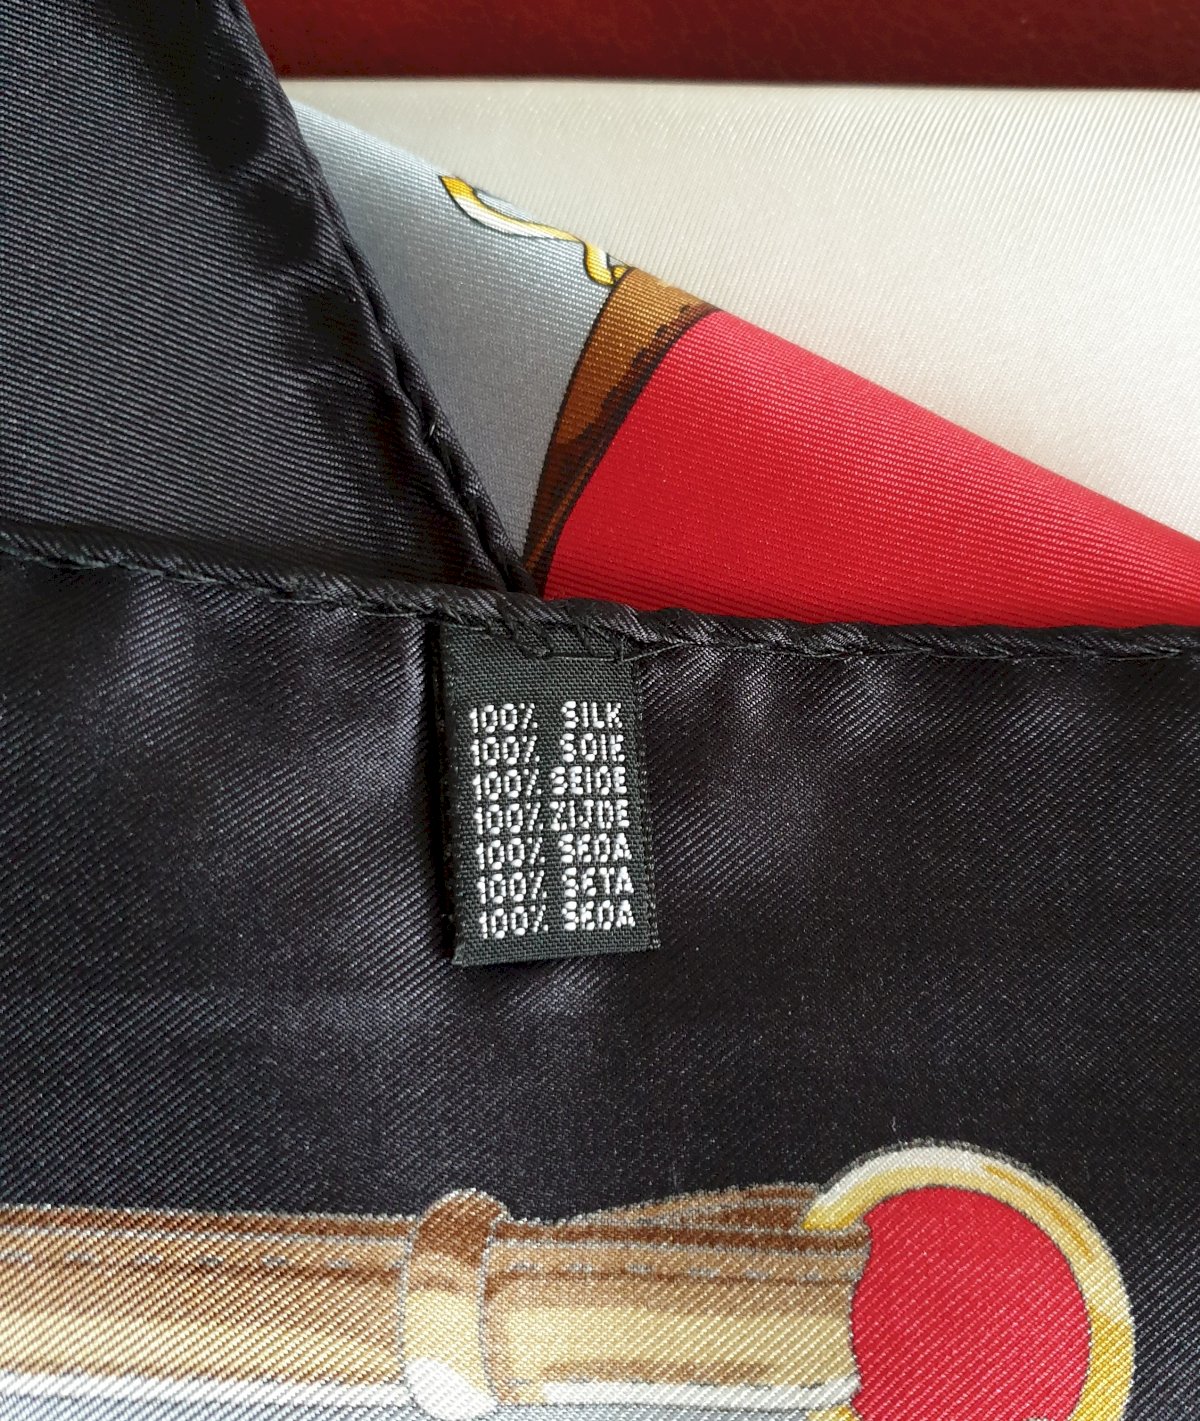 100% SILK
100% SOIE
100% SEIDE
100% ZIJDE
100% SEDA
100% SETA
100% SEDA